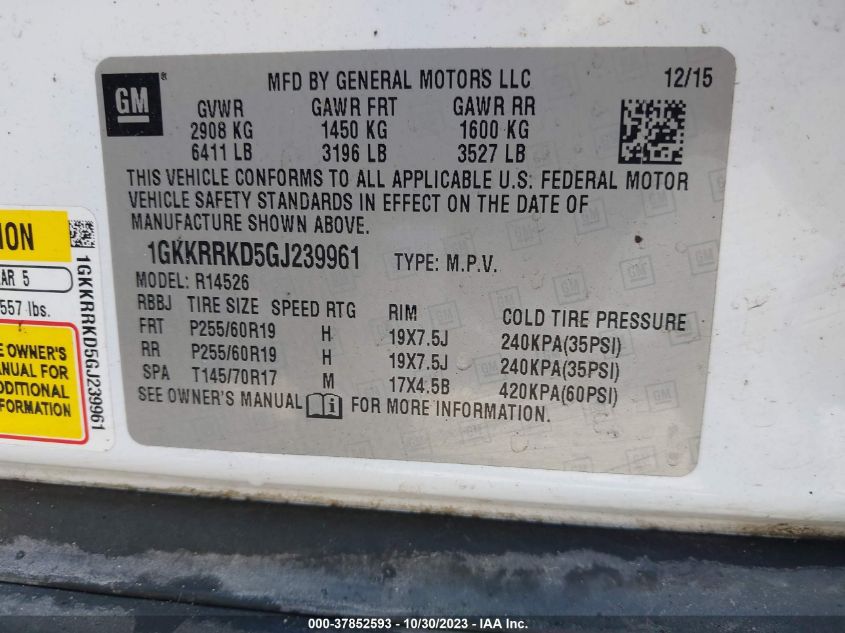 GM
MFD BY GENERAL MOTORS LLC 12/15
GVWR GAWR FRT GAWR RR
2908 KG 1450 KG 1600 KG
6411 LB 3196 LB 3527 LB
THIS VEHICLE CONFORMS TO ALL APPLICABLE U.S. FEDERAL MOTOR
VEHICLE SAFETY STANDARDS IN EFFECT ON THE DATE OF
MANUFACTURE SHOWN ABOVE.
1GKKRRKD5GJ239961 TYPE: M.P.V.
MODEL: R14526
RBBJ TIRE SIZE SPEED RTG RIM COLD TIRE PRESSURE
FRT P255/60R19 H 19X7.5J 240KPA(35PSI)
RR P255/60R19 H 19X7.5J 240KPA(35PSI)
SPA T145/70R17 M 17X4.5B 420KPA(60PSI)
SEE OWNER'S MANUAL i FOR MORE INFORMATION.
ION
AR 5
557 lbs.
E OWNER'S
ANUAL FOR
DDITIONAL
FORMATION
1GKKRRKD5GJ239961
000-37852593 - 10/30/2023 - IAA Inc.